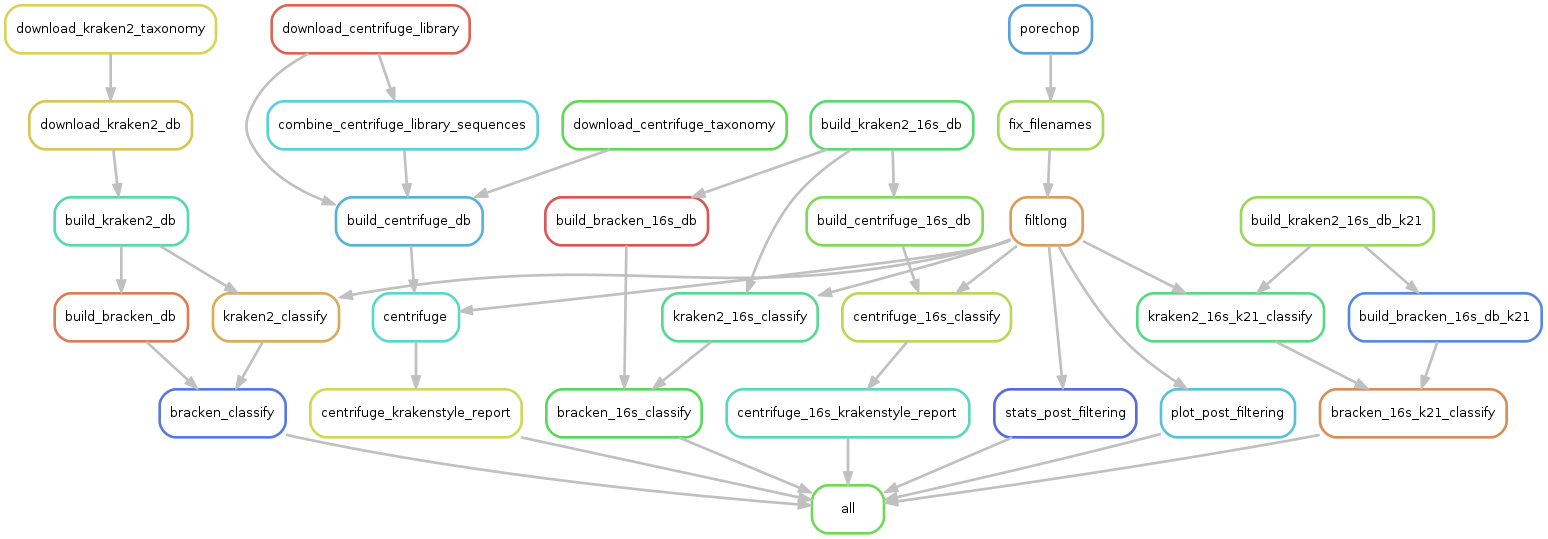 download_kraken2_taxonomy
download_centrifuge_library
porechop
download_kraken2_db
combine_centrifuge_library_sequences
download_centrifuge_taxonomy
build_kraken2_16s_db
fix_filenames
build_kraken2_db
build_centrifuge_db
build_bracken_16s_db
build_centrifuge_16s_db
filtlong
build_kraken2_16s_db_k21
build_bracken_db
kraken2_classify
centrifuge
kraken2_16s_classify
centrifuge_16s_classify
kraken2_16s_k21_classify
build_bracken_16s_db_k21
bracken_classify
centrifuge_krakenstyle_report
bracken_16s_classify
centrifuge_16s_krakenstyle_report
stats_post_filtering
plot_post_filtering
bracken_16s_k21_classify
all